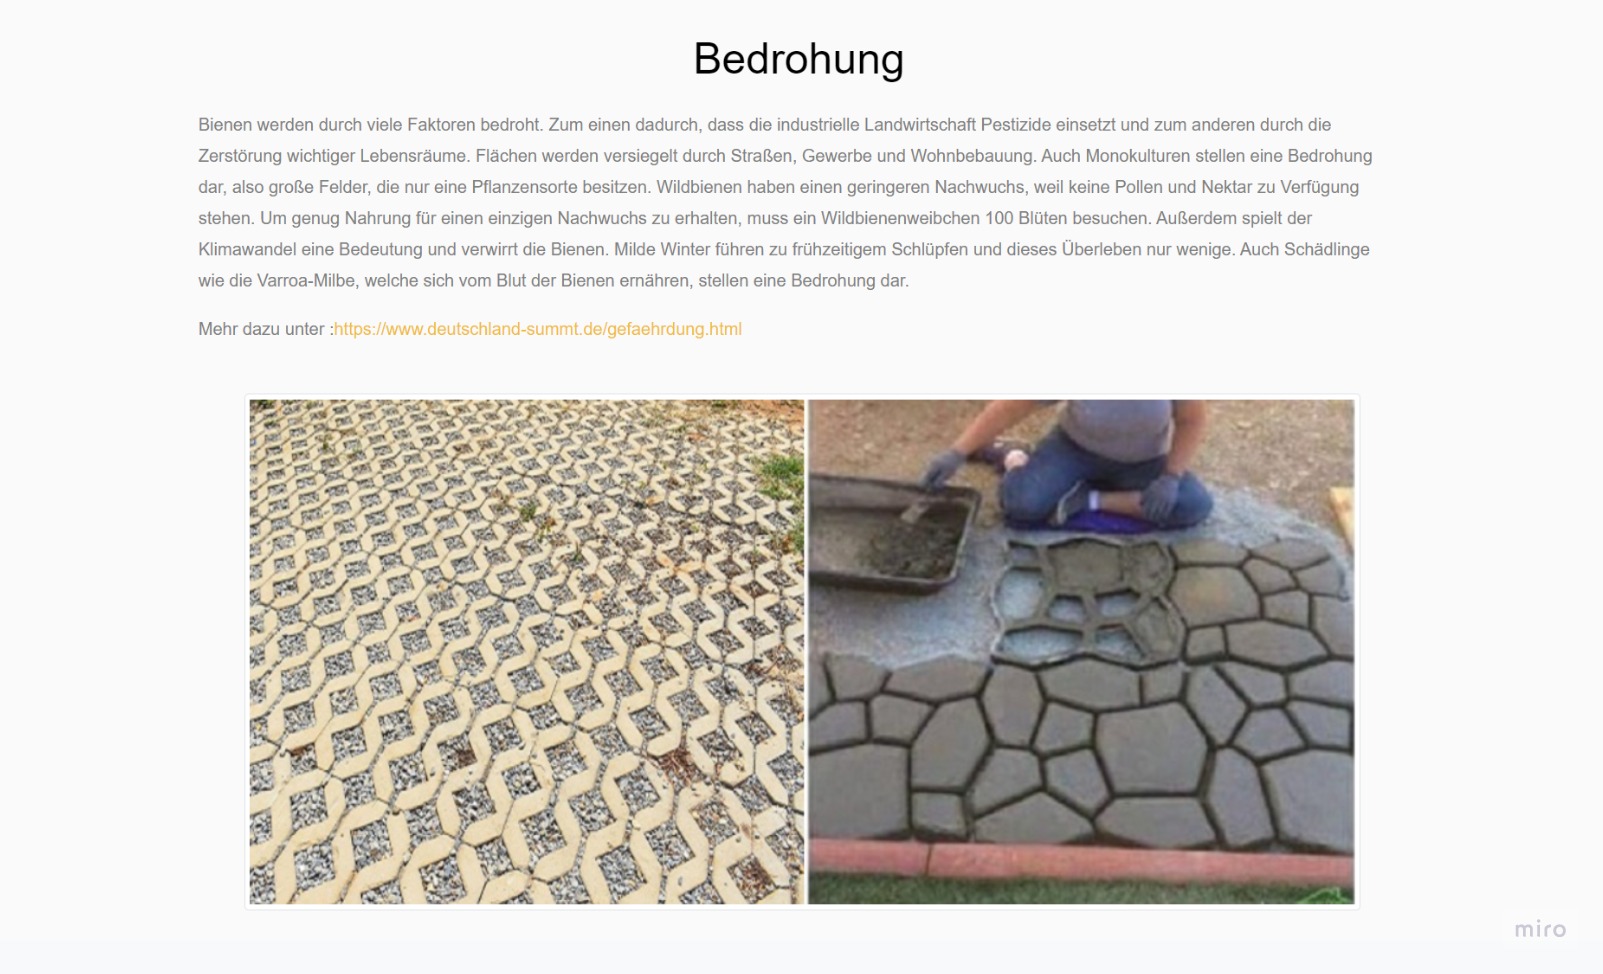 Bedrohung
Bienen werden durch viele Faktoren bedroht. Zum einen dadurch, dass die industrielle Landwirtschaft Pestizide einsetzt und zum anderen durch die
Zerstörung wichtiger Lebensräume. Flächen werden versiegelt durch Straßen, Gewerbe und Wohnbebauung. Auch Monokulturen stellen eine Bedrohung
dar, also große Felder, die nur eine Pflanzensorte besitzen. Wildbienen haben einen geringeren Nachwuchs, weil keine Pollen und Nektar zu Verfügung
stehen. Um genug Nahrung für einen einzigen Nachwuchs zu erhalten, muss ein Wildbienenweibchen 100 Blüten besuchen. Außerdem spielt der
Klimawandel eine Bedeutung und verwirrt die Bienen. Milde Winter führen zu frühzeitigem Schlüpfen und dieses Überleben nur wenige. Auch Schädlinge
wie die Varroa-Milbe, welche sich vom Blut der Bienen ernähren, stellen eine Bedrohung dar.
Mehr dazu unter :https://www.deutschland-summt.de/gefaehrdung.html
miro